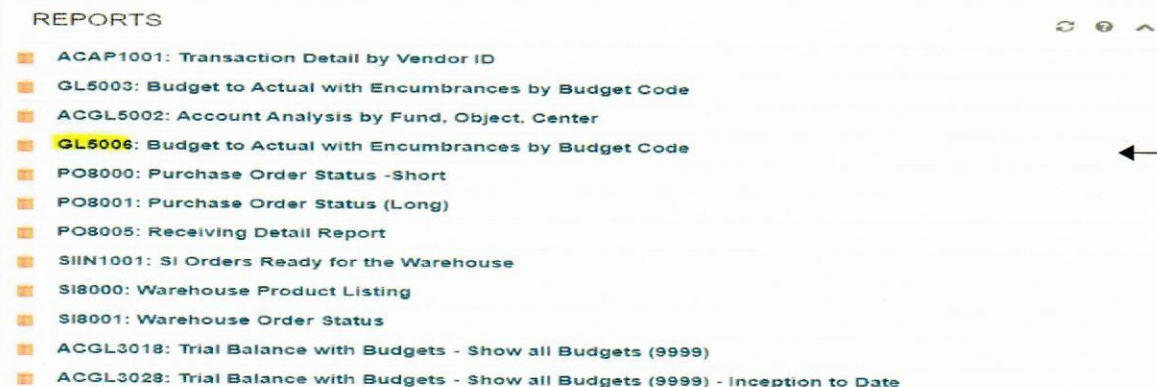 REPORTS
ACAP1001: Transaction Detail by Vendor ID
GL5003: Budget to Actual with Encumbrances by Budget Code
ACGL5002: Account Analysis by Fund, Object, Center
GL5006: Budget to Actual with Encumbrances by Budget Code
PO8000: Purchase Order Status -Short
PO8001: Purchase Order Status (Long)
PO8005: Receiving Detail Report
SIIN1001: SI Orders Ready for the Warehouse
SI8000: Warehouse Product Listing
SI8001: Warehouse Order Status
ACGL3018: Trial Balance with Budgets - Show all Budgets (9999)
ACGL3028: Trial Balance with Budgets - Show all Budgets (9999) - Inception to Date